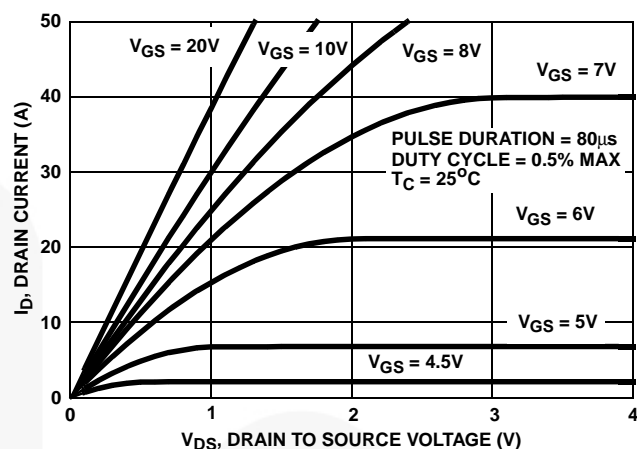 50
V_GS = 20V
V_GS = 10V
V_GS = 8V
V_GS = 7V
40
PULSE DURATION = 80µs
DUTY CYCLE = 0.5% MAX
T_C = 25°C
30
I_D, DRAIN CURRENT (A)
V_GS = 6V
20
10
V_GS = 5V
V_GS = 4.5V
0
0 1 2 3 4
V_DS, DRAIN TO SOURCE VOLTAGE (V)